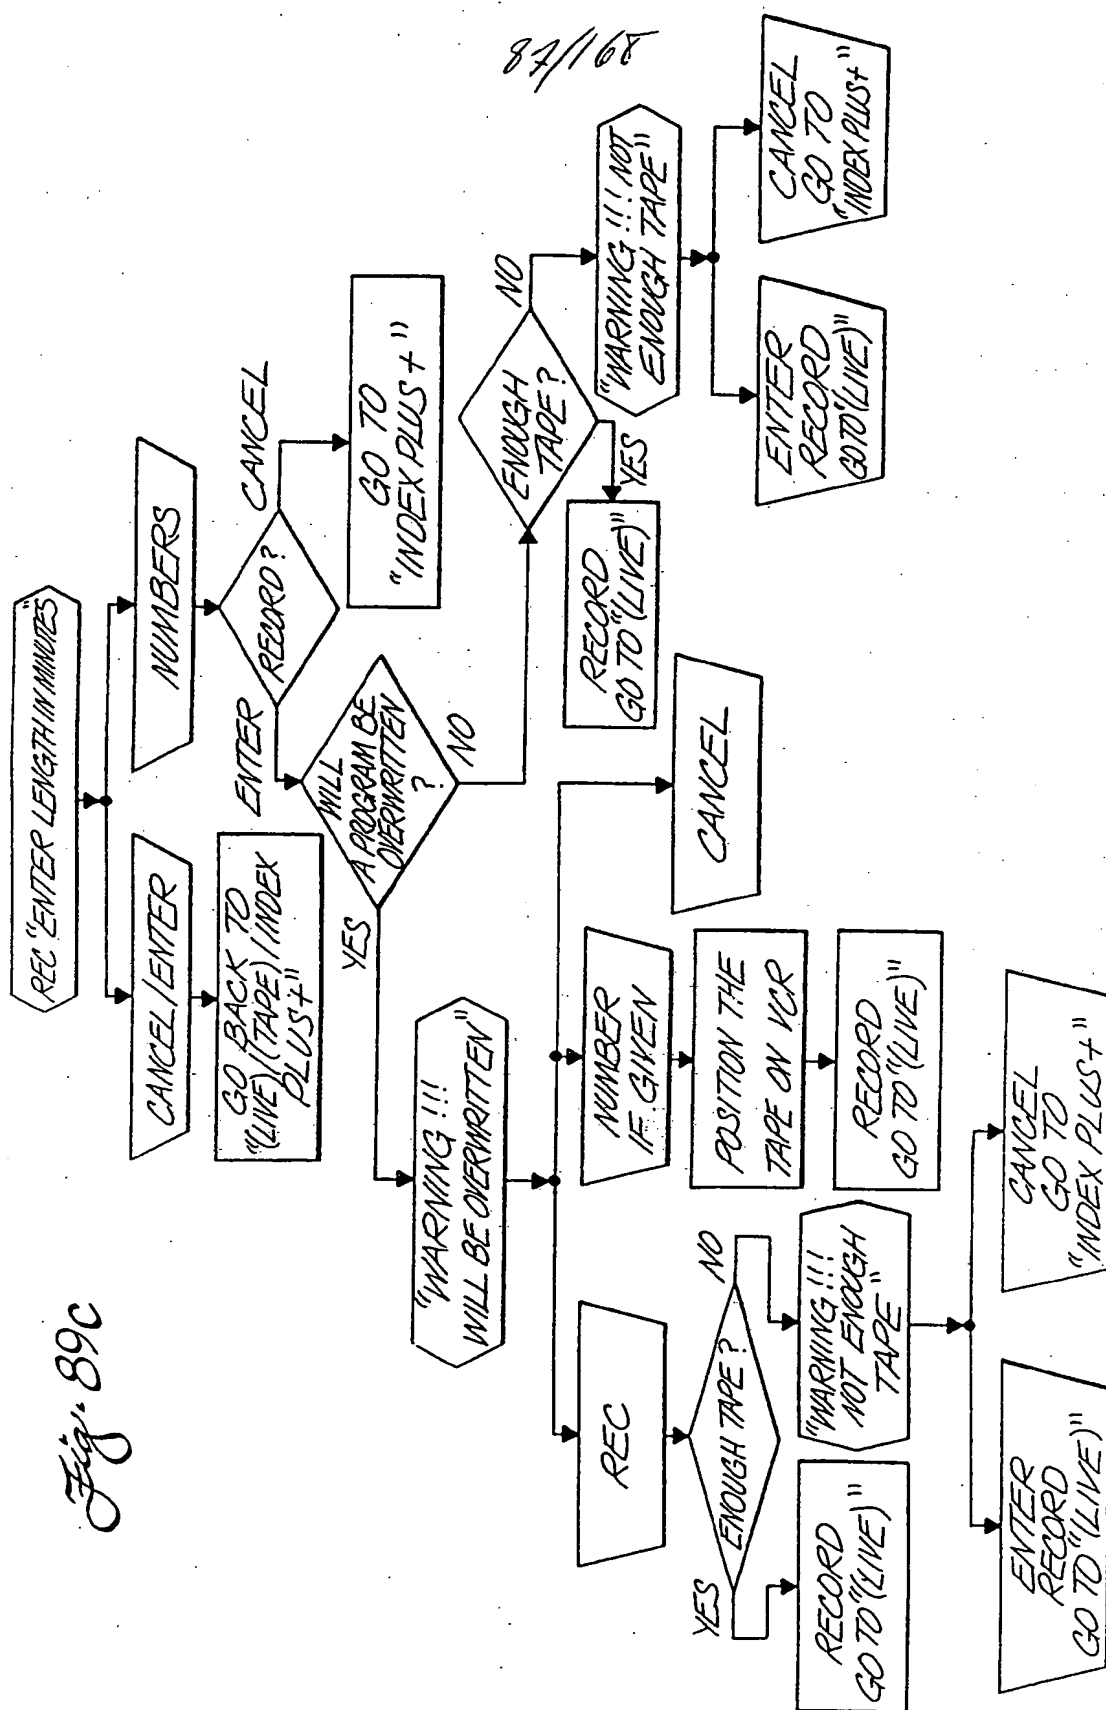 Fig. 89c
87/168
REC "ENTER LENGTH IN MINUTES"
CANCEL/ENTER
NUMBERS
GO BACK TO
"(LIVE)/(TAPE)/INDEX
PLUS+"
RECORD?
ENTER
CANCEL
GO TO
"INDEX PLUS+"
WILL
A PROGRAM BE
OVERWRITTEN
?
YES
NO
"WARNING!!!
WILL BE OVERWRITTEN"
ENOUGH
TAPE?
YES
NO
RECORD
GO TO "(LIVE)"
"WARNING!!! NOT
ENOUGH TAPE"
ENTER
RECORD
GO TO "(LIVE)"
CANCEL
GO TO
"INDEX PLUS+"
REC
NUMBER
IF GIVEN
CANCEL
ENOUGH TAPE?
YES
NO
POSITION THE
TAPE ON VCR
RECORD
GO TO "(LIVE)"
RECORD
GO TO "(LIVE)"
"WARNING!!!
NOT ENOUGH
TAPE"
ENTER
RECORD
GO TO "(LIVE)"
CANCEL
GO TO
"INDEX PLUS+"